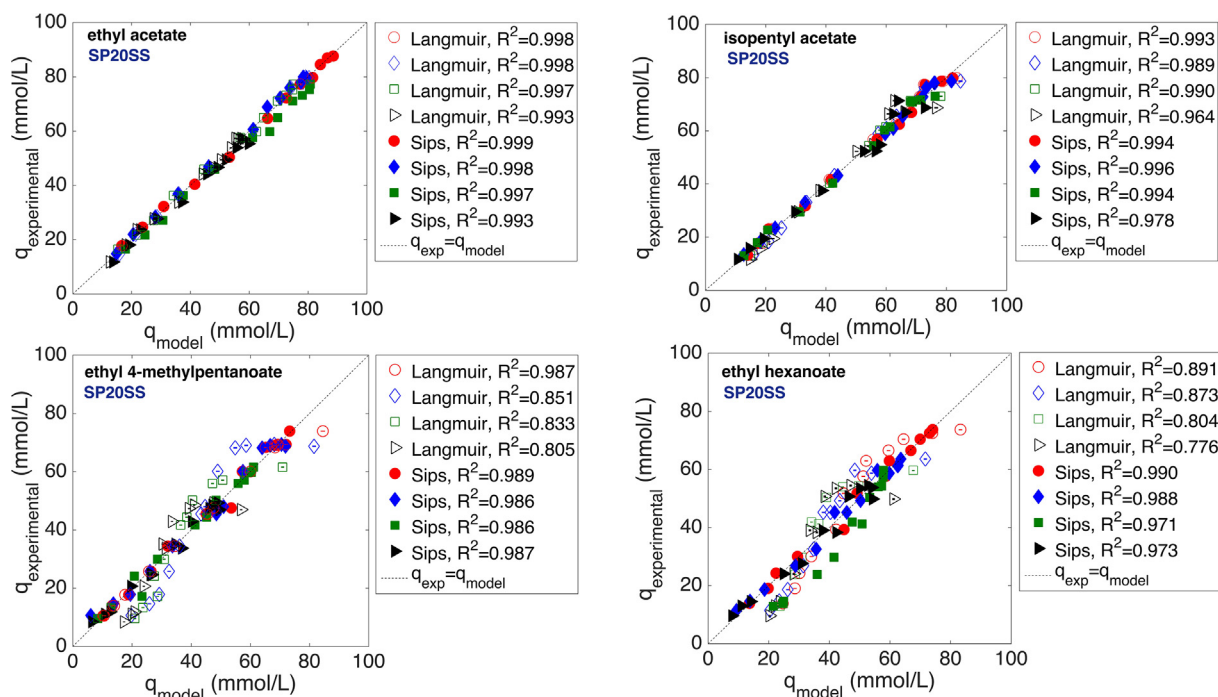 ethyl acetate
SP20SS
q_experimental (mmol/L)
100
80
60
40
20
0
0 20 40 60 80 100
q_model (mmol/L)
Langmuir, R²=0.998
Langmuir, R²=0.998
Langmuir, R²=0.997
Langmuir, R²=0.993
Sips, R²=0.999
Sips, R²=0.998
Sips, R²=0.997
Sips, R²=0.993
q_exp=q_model
isopentyl acetate
SP20SS
q_experimental (mmol/L)
100
80
60
40
20
0
0 20 40 60 80 100
q_model (mmol/L)
Langmuir, R²=0.993
Langmuir, R²=0.989
Langmuir, R²=0.990
Langmuir, R²=0.964
Sips, R²=0.994
Sips, R²=0.996
Sips, R²=0.994
Sips, R²=0.978
q_exp=q_model
ethyl 4-methylpentanoate
SP20SS
q_experimental (mmol/L)
100
80
60
40
20
0
0 20 40 60 80 100
q_model (mmol/L)
Langmuir, R²=0.987
Langmuir, R²=0.851
Langmuir, R²=0.833
Langmuir, R²=0.805
Sips, R²=0.989
Sips, R²=0.986
Sips, R²=0.986
Sips, R²=0.987
q_exp=q_model
ethyl hexanoate
SP20SS
q_experimental (mmol/L)
100
80
60
40
20
0
0 20 40 60 80 100
q_model (mmol/L)
Langmuir, R²=0.891
Langmuir, R²=0.873
Langmuir, R²=0.804
Langmuir, R²=0.776
Sips, R²=0.990
Sips, R²=0.988
Sips, R²=0.971
Sips, R²=0.973
q_exp=q_model